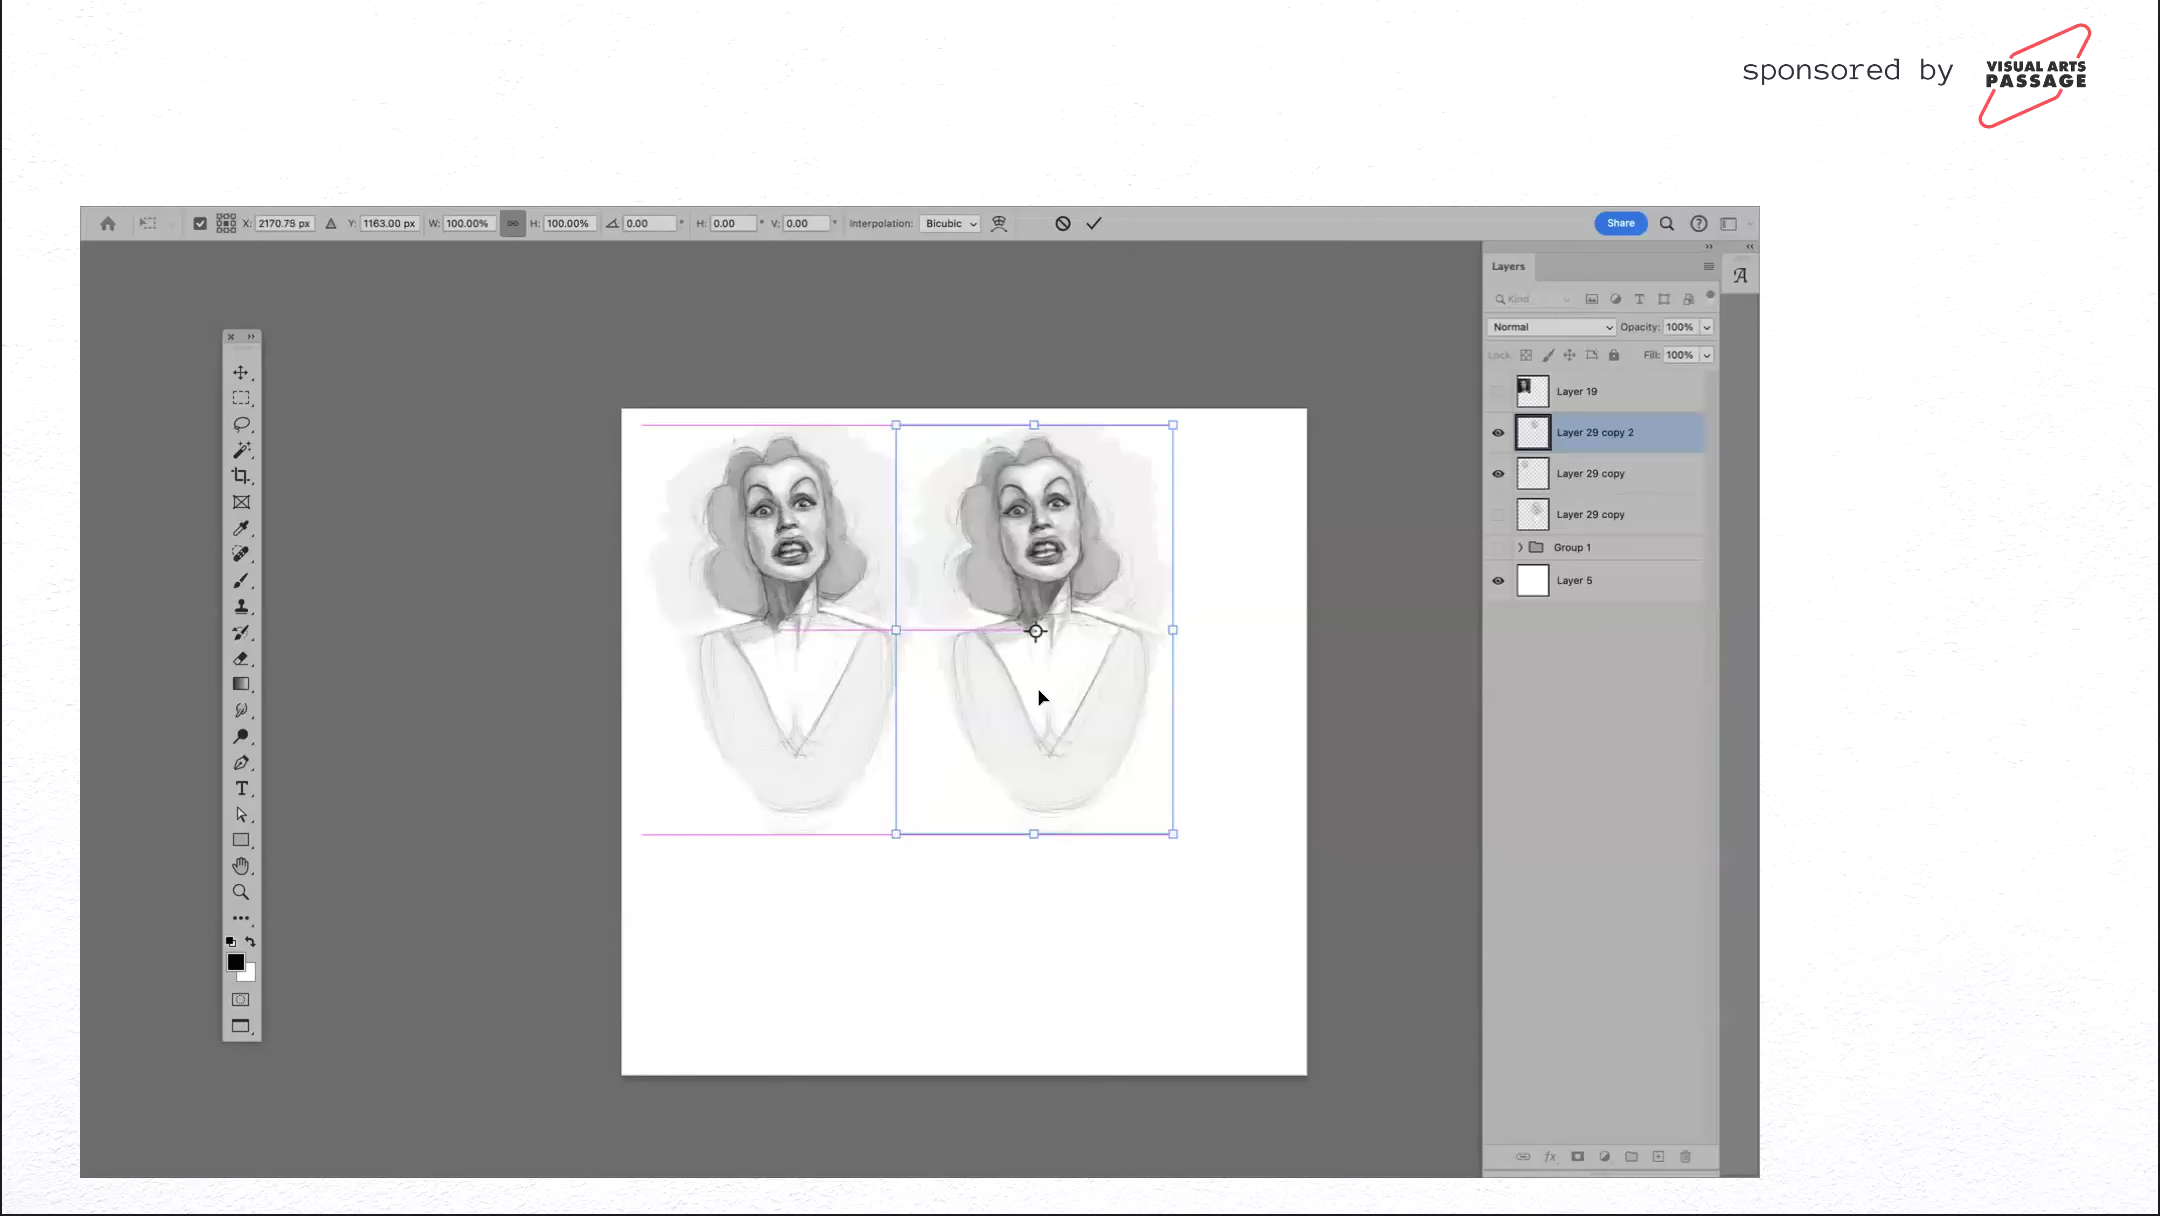 sponsored by
VISUAL ARTS
PASSAGE
X: 2170.75 px Y: 1163.00 px W: 100.00% H: 100.00% 0.00 ° H: 0.00 ° V: 0.00 ° Interpolation: Bicubic
Share
Layers
A
Kind
Normal Opacity: 100%
Lock Fill: 100%
Layer 19
Layer 29 copy 2
Layer 29 copy
Layer 29 copy
Group 1
Layer 5
fx